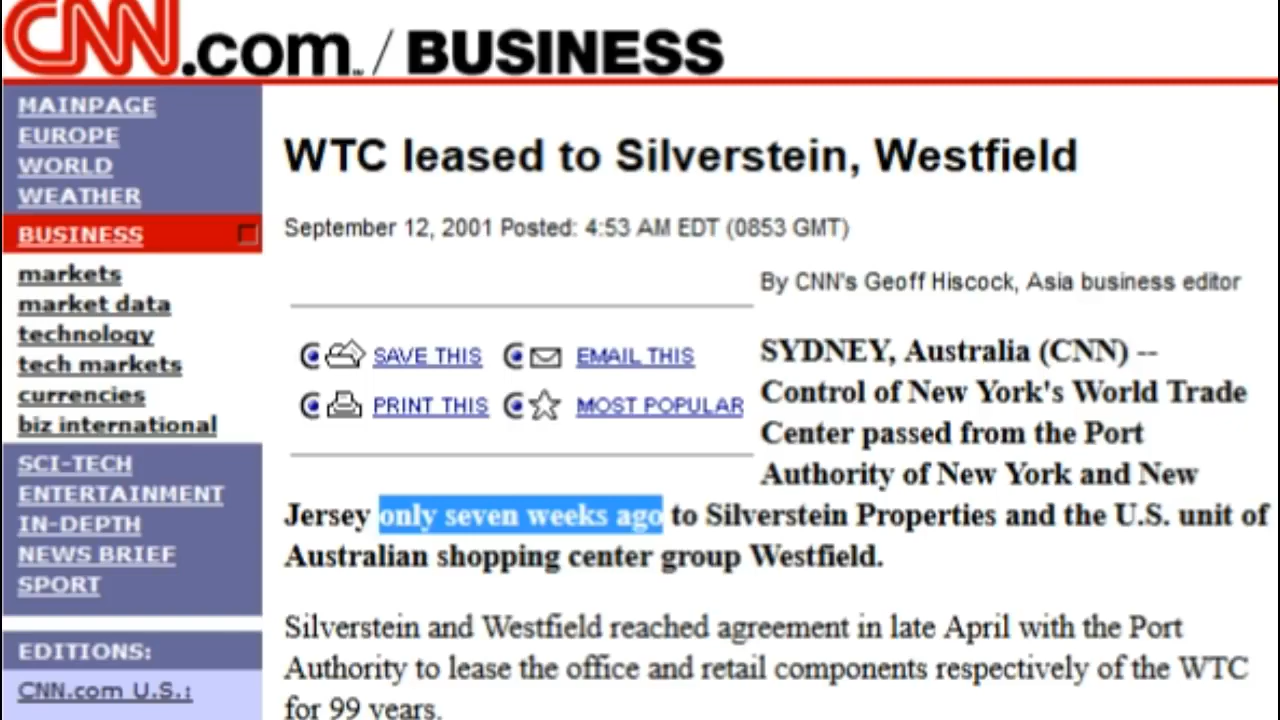 CNN.com / BUSINESS
MAINPAGE
EUROPE
WORLD
WEATHER
BUSINESS
markets
market data
technology
tech markets
currencies
biz international
SCI-TECH
ENTERTAINMENT
IN-DEPTH
NEWS BRIEF
SPORT
EDITIONS:
CNN.com U.S.:
WTC leased to Silverstein, Westfield
September 12, 2001 Posted: 4:53 AM EDT (0853 GMT)
By CNN's Geoff Hiscock, Asia business editor
SAVE THIS EMAIL THIS
PRINT THIS MOST POPULAR
SYDNEY, Australia (CNN) --
Control of New York's World Trade
Center passed from the Port
Authority of New York and New
Jersey only seven weeks ago to Silverstein Properties and the U.S. unit of
Australian shopping center group Westfield.
Silverstein and Westfield reached agreement in late April with the Port
Authority to lease the office and retail components respectively of the WTC
for 99 years.